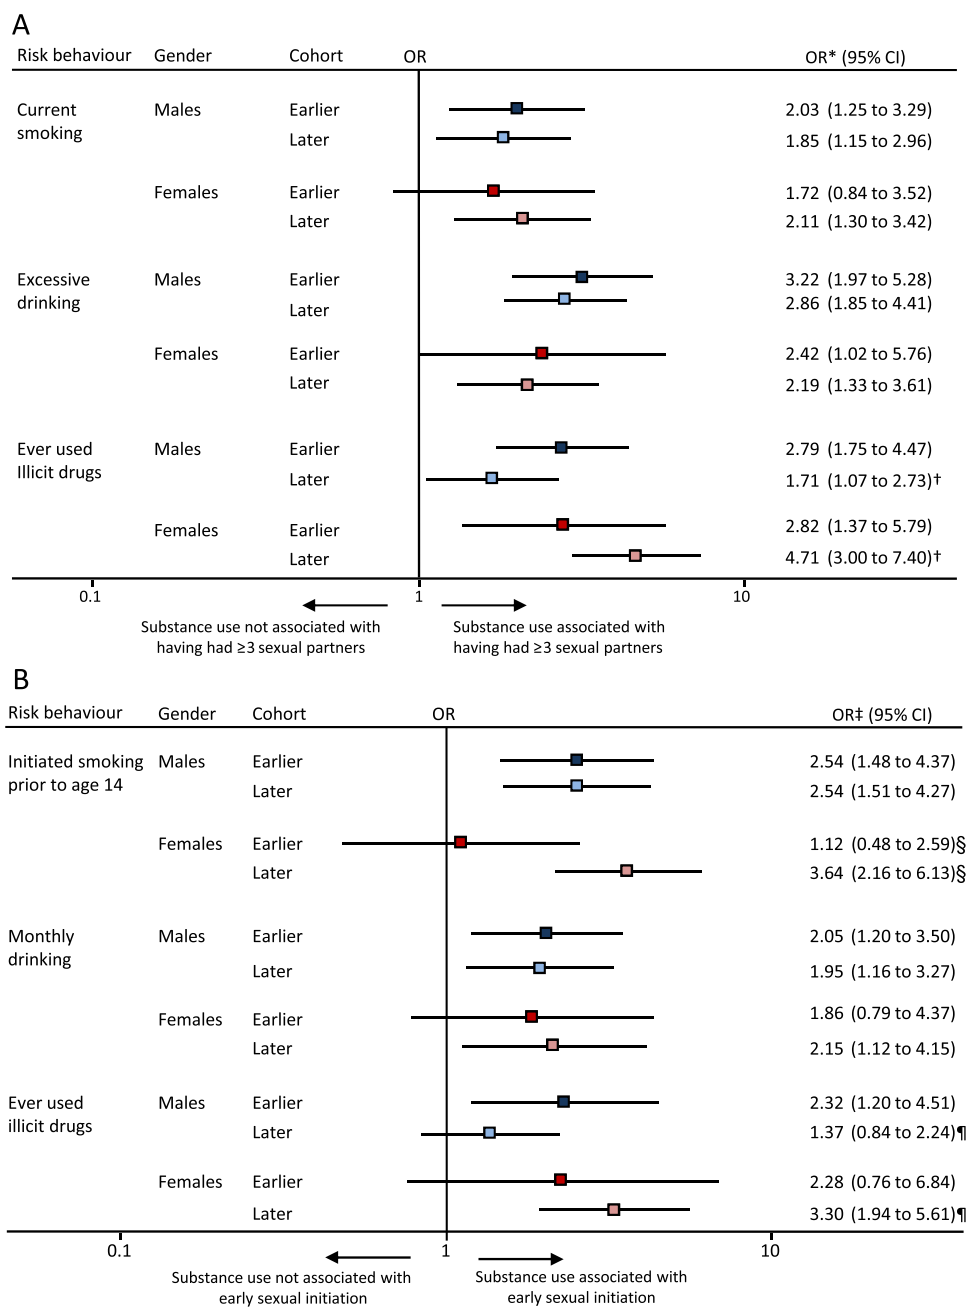 A
Risk behaviour Gender Cohort OR OR* (95% CI)
Current Males Earlier 2.03 (1.25 to 3.29)
smoking
Later 1.85 (1.15 to 2.96)
Females Earlier 1.72 (0.84 to 3.52)
Later 2.11 (1.30 to 3.42)
Excessive Males Earlier 3.22 (1.97 to 5.28)
drinking
Later 2.86 (1.85 to 4.41)
Females Earlier 2.42 (1.02 to 5.76)
Later 2.19 (1.33 to 3.61)
Ever used Males Earlier 2.79 (1.75 to 4.47)
Illicit drugs
Later 1.71 (1.07 to 2.73)†
Females Earlier 2.82 (1.37 to 5.79)
Later 4.71 (3.00 to 7.40)†
0.1 1 10
Substance use not associated with
having had ≥3 sexual partners
Substance use associated with
having had ≥3 sexual partners
B
Risk behaviour Gender Cohort OR OR‡ (95% CI)
Initiated smoking Males Earlier 2.54 (1.48 to 4.37)
prior to age 14
Later 2.54 (1.51 to 4.27)
Females Earlier 1.12 (0.48 to 2.59)§
Later 3.64 (2.16 to 6.13)§
Monthly Males Earlier 2.05 (1.20 to 3.50)
drinking
Later 1.95 (1.16 to 3.27)
Females Earlier 1.86 (0.79 to 4.37)
Later 2.15 (1.12 to 4.15)
Ever used Males Earlier 2.32 (1.20 to 4.51)
illicit drugs
Later 1.37 (0.84 to 2.24)¶
Females Earlier 2.28 (0.76 to 6.84)
Later 3.30 (1.94 to 5.61)¶
0.1 1 10
Substance use not associated with
early sexual initiation
Substance use associated with
early sexual initiation